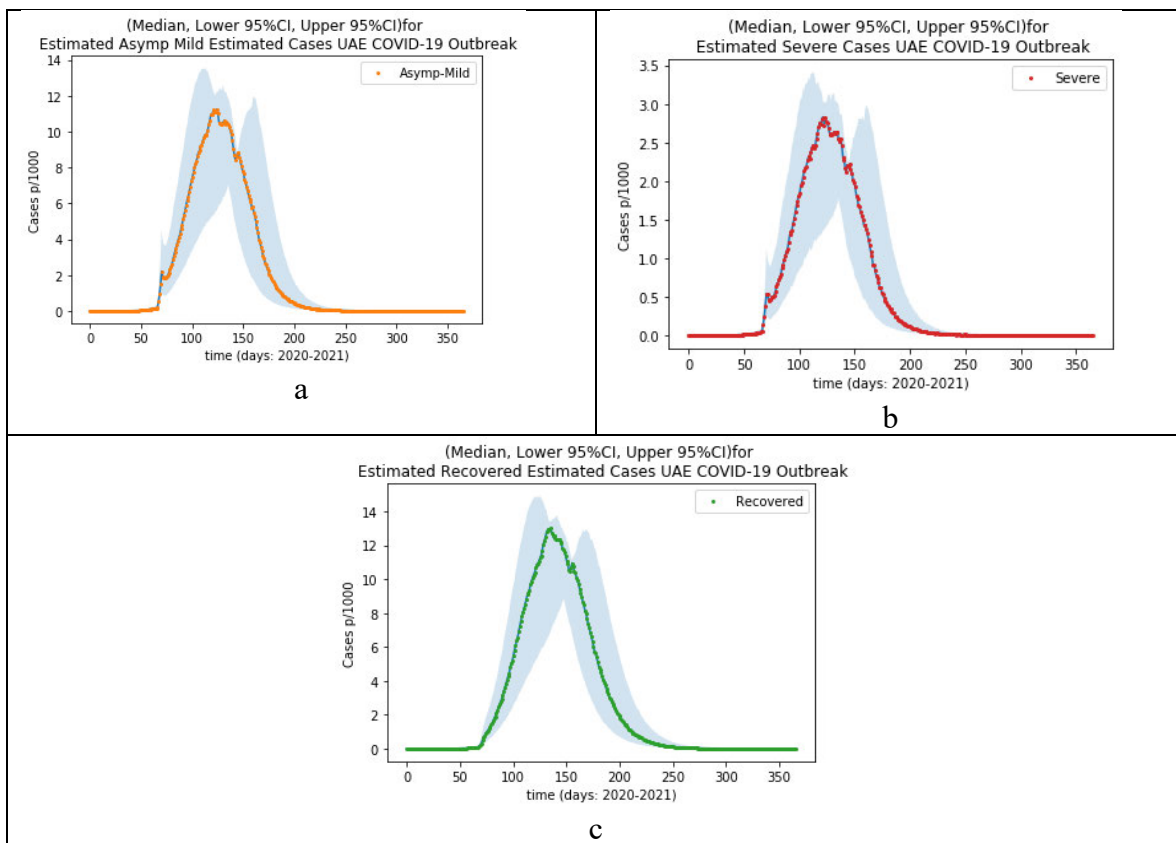 (Median, Lower 95%CI, Upper 95%CI)for
Estimated Asymp Mild Estimated Cases UAE COVID-19 Outbreak
14
12
10
8
6
4
2
0
Cases p/1000
Asymp-Mild
0 50 100 150 200 250 300 350
time (days: 2020-2021)
a
(Median, Lower 95%CI, Upper 95%CI)for
Estimated Severe Cases UAE COVID-19 Outbreak
3.5
3.0
2.5
2.0
1.5
1.0
0.5
0.0
Cases p/1000
Severe
0 50 100 150 200 250 300 350
time (days: 2020-2021)
b
(Median, Lower 95%CI, Upper 95%CI)for
Estimated Recovered Estimated Cases UAE COVID-19 Outbreak
14
12
10
8
6
4
2
0
Cases p/1000
Recovered
0 50 100 150 200 250 300 350
time (days: 2020-2021)
c